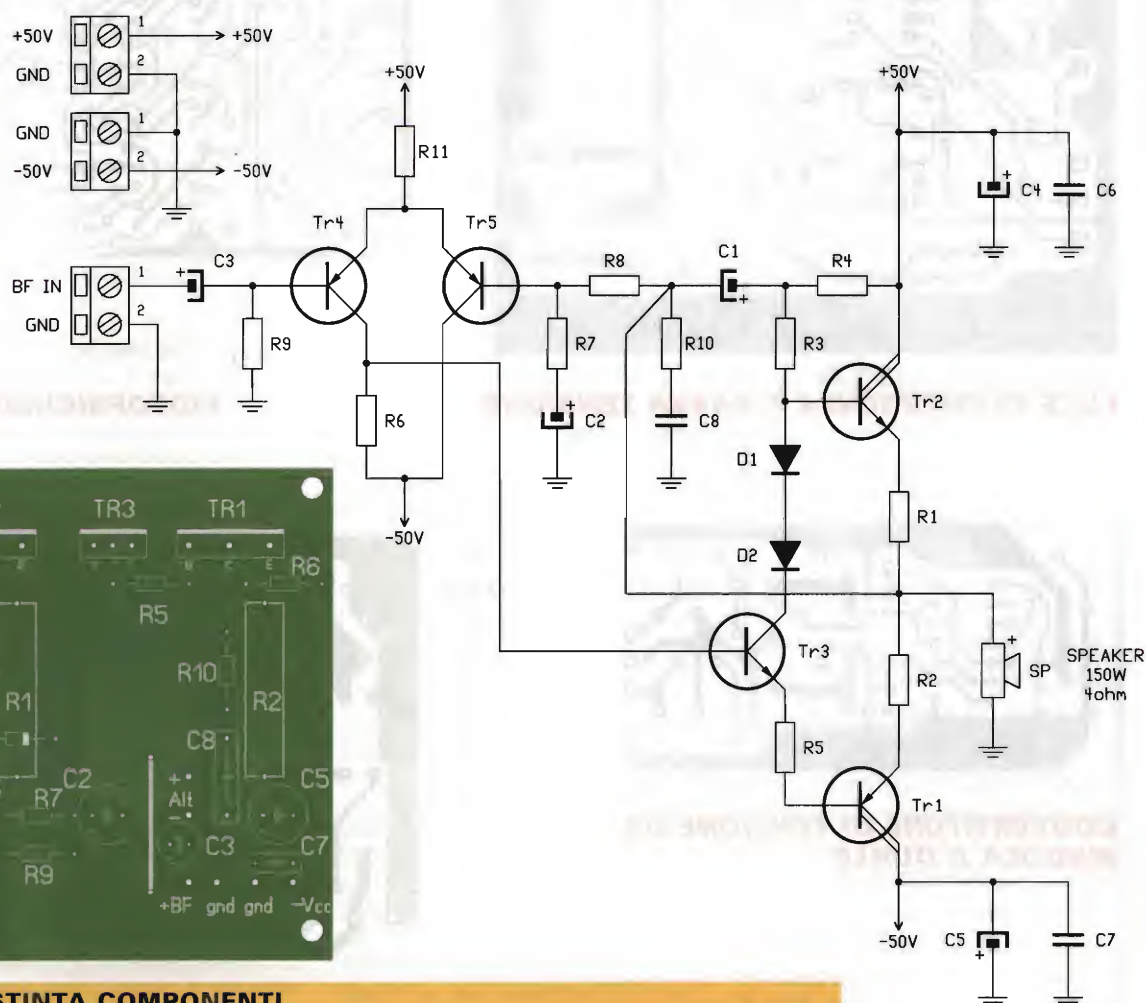 +50V
1
+50V
GND
2
GND
1
-50V
2
-50V
BF IN
1
GND
2
C3
+
R9
Tr4
+50V
R11
Tr5
R6
-50V
R8
R7
+
C2
C1
+
R10
C8
R4
R3
D1
D2
Tr3
R5
+50V
+
C4
C6
Tr2
R1
R2
+
SP
SPEAKER
150W
4ohm
Tr1
-50V
C5
+
C7
TR3
TR1
B
C
E
R6
R5
R10
R1
R2
C8
C2
+
Alt
-
C5
R7
C3
C7
R9
+BF gnd gnd -Vcc
STINTA COMPONENTI